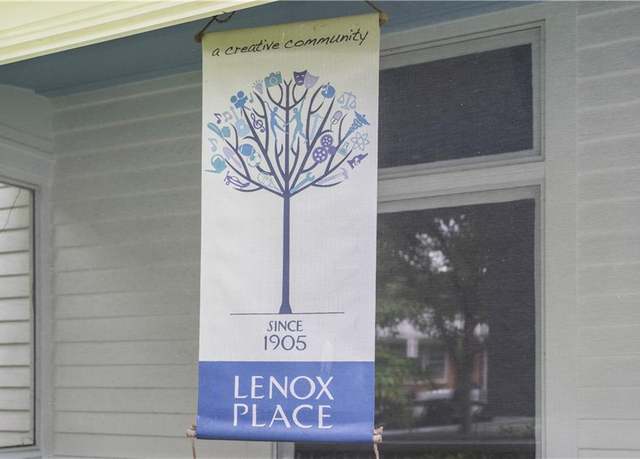 a creative community
SINCE
1905
LENOX
PLACE